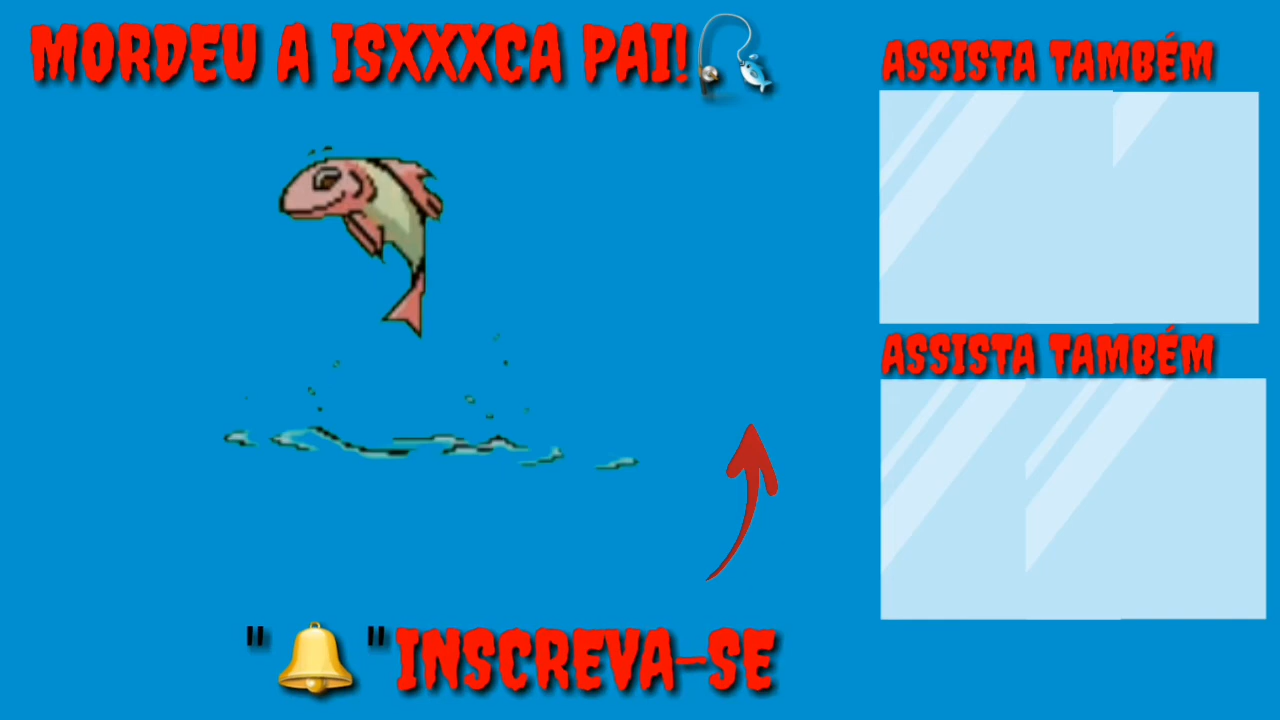 MORDEU A ISXXXCA PAI!
ASSISTA TAMBÉM
ASSISTA TAMBÉM
"🔔"INSCREVA-SE